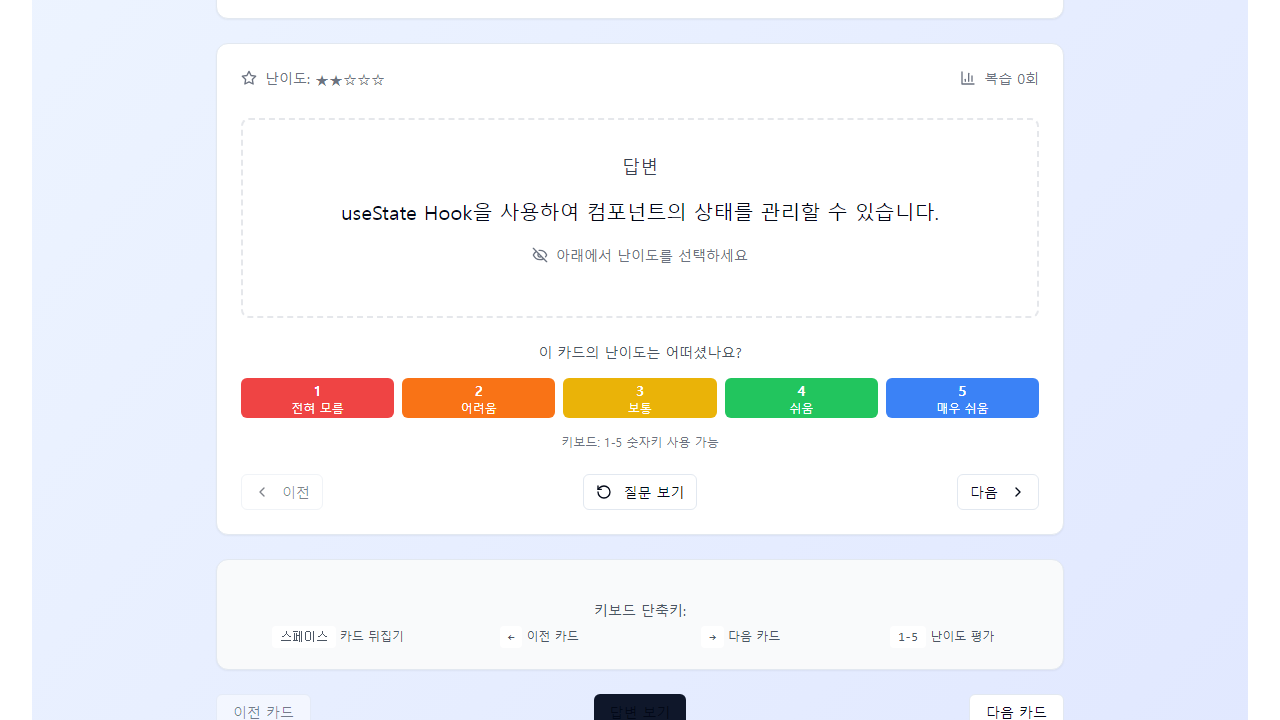 난이도: ★★☆☆☆
복습 0회
답변
useState Hook을 사용하여 컴포넌트의 상태를 관리할 수 있습니다.
아래에서 난이도를 선택하세요
이 카드의 난이도는 어떠셨나요?
1
전혀 모름
2
어려움
3
보통
4
쉬움
5
매우 쉬움
키보드: 1-5 숫자키 사용 가능
이전
질문 보기
다음
키보드 단축키:
스페이스 카드 뒤집기
← 이전 카드
→ 다음 카드
1-5 난이도 평가
이전 카드
답변 보기
다음 카드